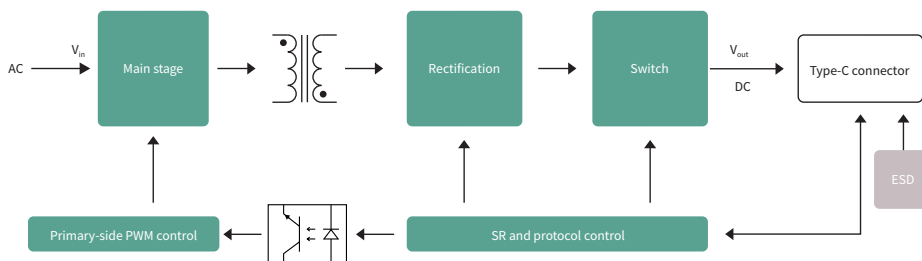 AC
Vin
Main stage
Rectification
Switch
Vout
DC
Type-C connector
ESD
Primary-side PWM control
SR and protocol control